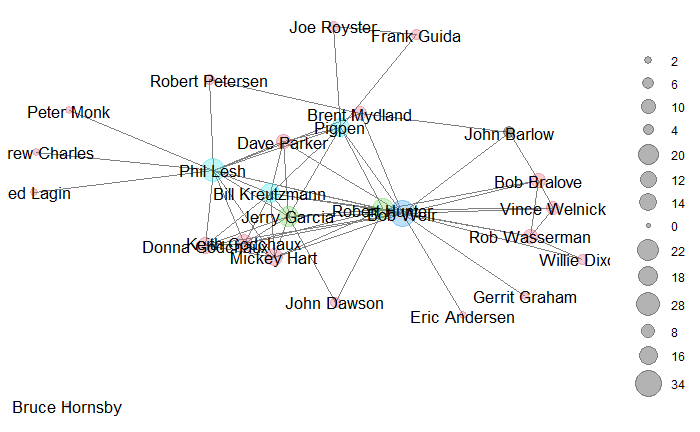 Joe Royster
Frank Guida
Robert Petersen
Peter Monk
Brent Mydland
Pigpen
John Barlow
Dave Parker
rew Charles
Phil Lesh
Bob Bralove
ed Lagin
Bill Kreutzmann
Jerry Garcia
Robert Hunter
Bob Weir
Vince Welnick
Rob Wasserman
Donna Godchaux
Keith Godchaux
Mickey Hart
Willie Dixo
John Dawson
Gerrit Graham
Eric Andersen
Bruce Hornsby
2
6
10
4
20
12
14
0
22
18
28
8
16
34